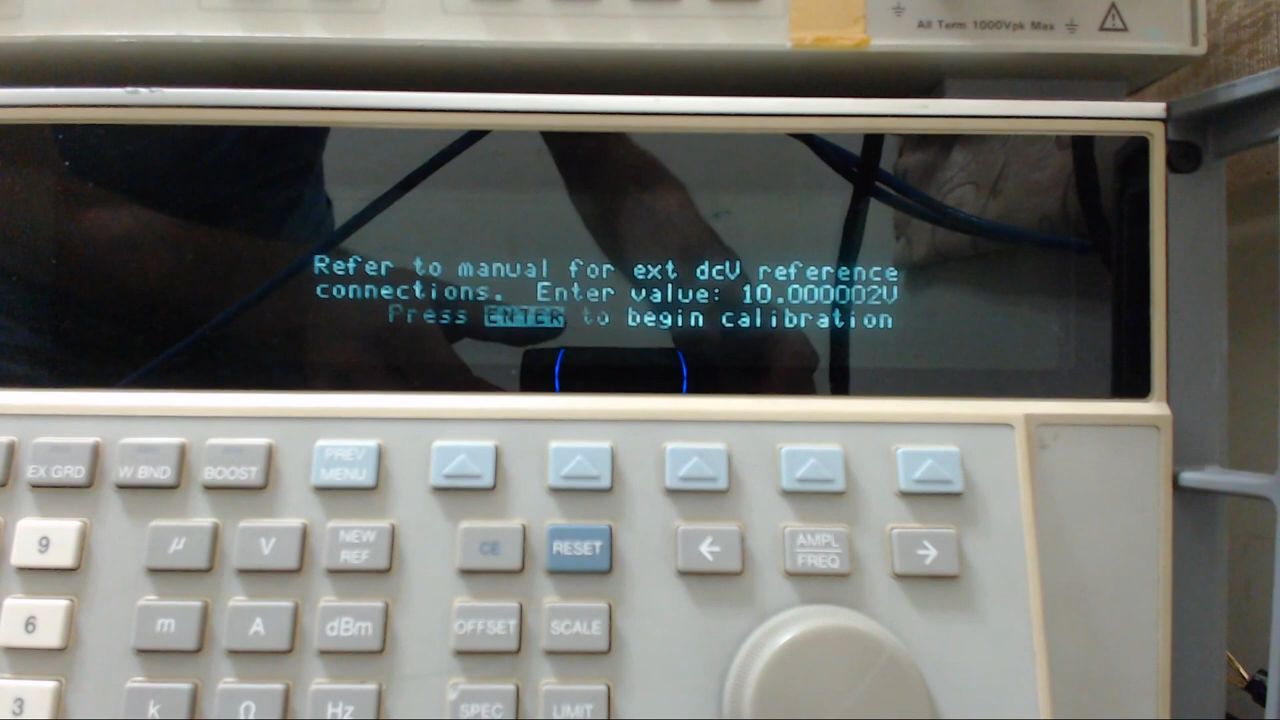 All Term 1000Vpk Max
Refer to manual for ext dcV reference
connections. Enter value: 10.000002V
Press ENTER to begin calibration
EX GRD
W BND
BOOST
PREV
MENU
9
μ
V
NEW
REF
CE
RESET
←
AMPL
FREQ
→
6
m
A
dBm
OFFSET
SCALE
3
k
Ω
Hz
SPEC
LIMIT